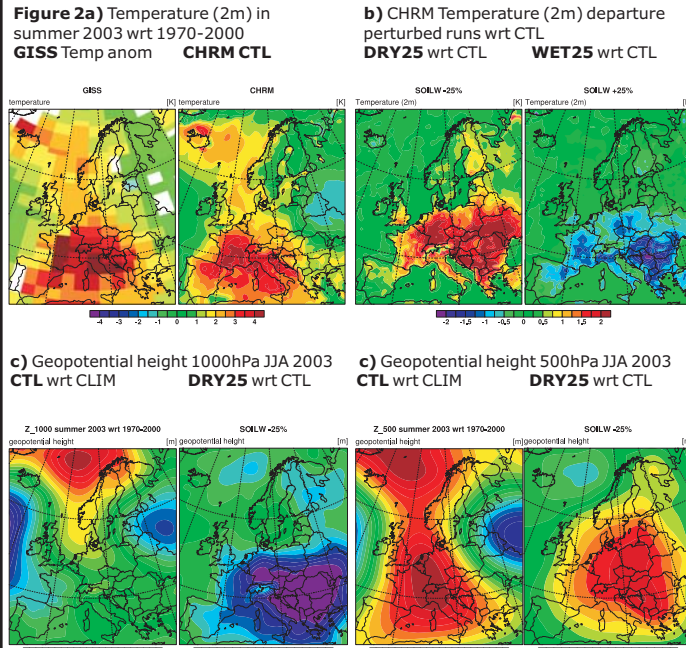 Figure 2a) Temperature (2m) in
summer 2003 wrt 1970-2000
GISS Temp anom CHRM CTL
b) CHRM Temperature (2m) departure
perturbed runs wrt CTL
DRY25 wrt CTL WET25 wrt CTL
GISS
temperature [K]
CHRM
temperature [K]
SOILW -25%
Temperature (2m) [K]
SOILW +25%
Temperature (2m)
-4 -3 -2 -1 0 1 2 3 4
-2 -1,5 -1 -0,5 0 0,5 1 1,5 2
c) Geopotential height 1000hPa JJA 2003
CTL wrt CLIM DRY25 wrt CTL
c) Geopotential height 500hPa JJA 2003
CTL wrt CLIM DRY25 wrt CTL
Z_1000 summer 2003 wrt 1970-2000
geopotential height [m]
SOILW -25%
geopotential height [m]
Z_500 summer 2003 wrt 1970-2000
geopotential height [m]
SOILW -25%
geopotential height